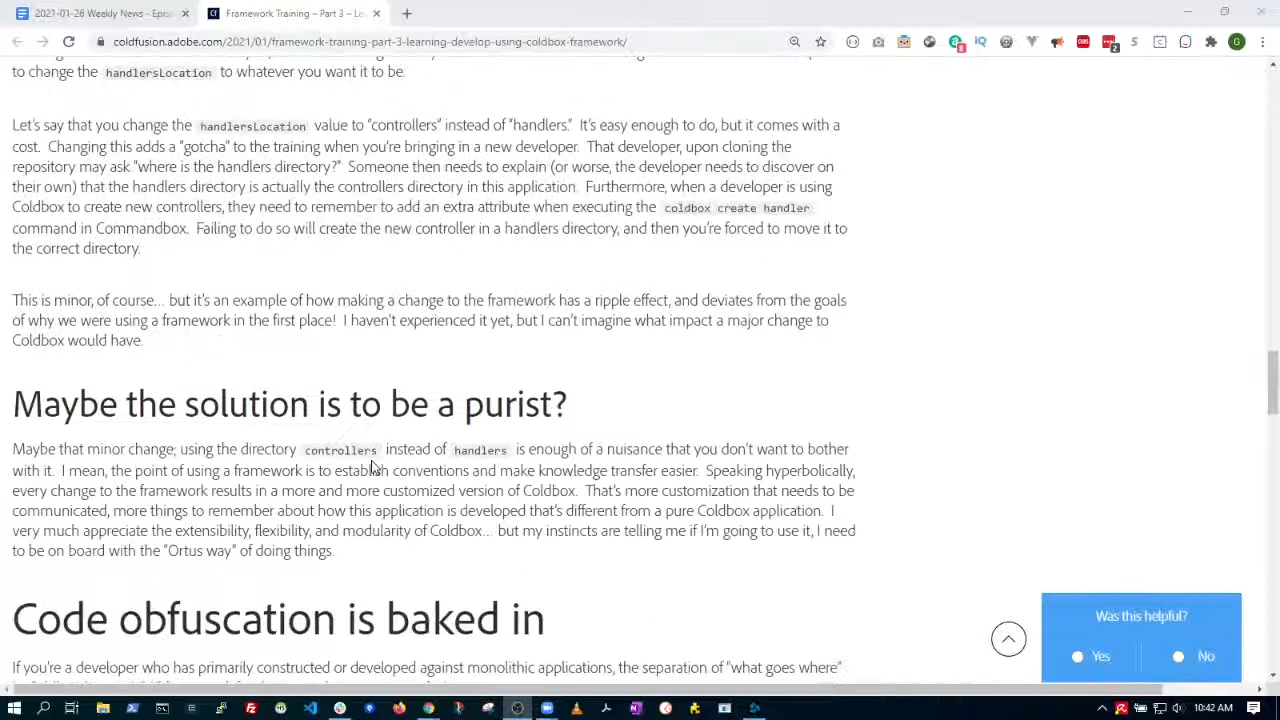 2021-01-26 Weekly News - Epis
Framework Training – Part 3 – Le
coldfusion.adobe.com/2021/01/framework-training-part-3-learning-develop-using-coldbox-framework/
to change the handlersLocation to whatever you want it to be.
Let's say that you change the handlersLocation value to "controllers" instead of "handlers." It's easy enough to do, but it comes with a
cost. Changing this adds a "gotcha" to the training when you're bringing in a new developer. That developer, upon cloning the
repository may ask "where is the handlers directory?" Someone then needs to explain (or worse, the developer needs to discover on
their own) that the handlers directory is actually the controllers directory in this application. Furthermore, when a developer is using
Coldbox to create new controllers, they need to remember to add an extra attribute when executing the coldbox create handler
command in Commandbox. Failing to do so will create the new controller in a handlers directory, and then you're forced to move it to
the correct directory.
This is minor, of course… but it's an example of how making a change to the framework has a ripple effect, and deviates from the goals
of why we were using a framework in the first place! I haven't experienced it yet, but I can't imagine what impact a major change to
Coldbox would have.
Maybe the solution is to be a purist?
Maybe that minor change; using the directory controllers instead of handlers is enough of a nuisance that you don't want to bother
with it. I mean, the point of using a framework is to establish conventions and make knowledge transfer easier. Speaking hyperbolically,
every change to the framework results in a more and more customized version of Coldbox. That's more customization that needs to be
communicated, more things to remember about how this application is developed that's different from a pure Coldbox application. I
very much appreciate the extensibility, flexibility, and modularity of Coldbox… but my instincts are telling me if I'm going to use it, I need
to be on board with the "Ortus way" of doing things.
Code obfuscation is baked in
If you're a developer who has primarily constructed or developed against monolithic applications, the separation of "what goes where"
Was this helpful?
Yes
No
10:42 AM